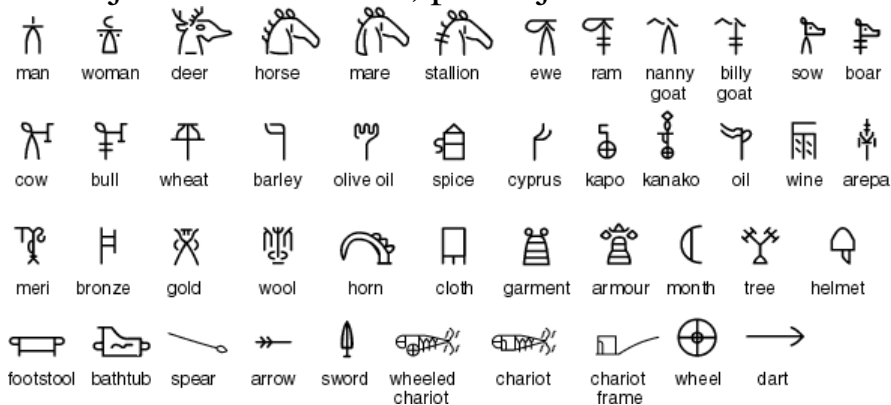 man woman deer horse mare stallion ewe ram nanny goat billy goat sow boar
cow bull wheat barley olive oil spice cyprus kapo kanako oil wine arepa
meri bronze gold wool horn cloth garment armour month tree helmet
footstool bathtub spear arrow sword wheeled chariot chariot chariot frame wheel dart